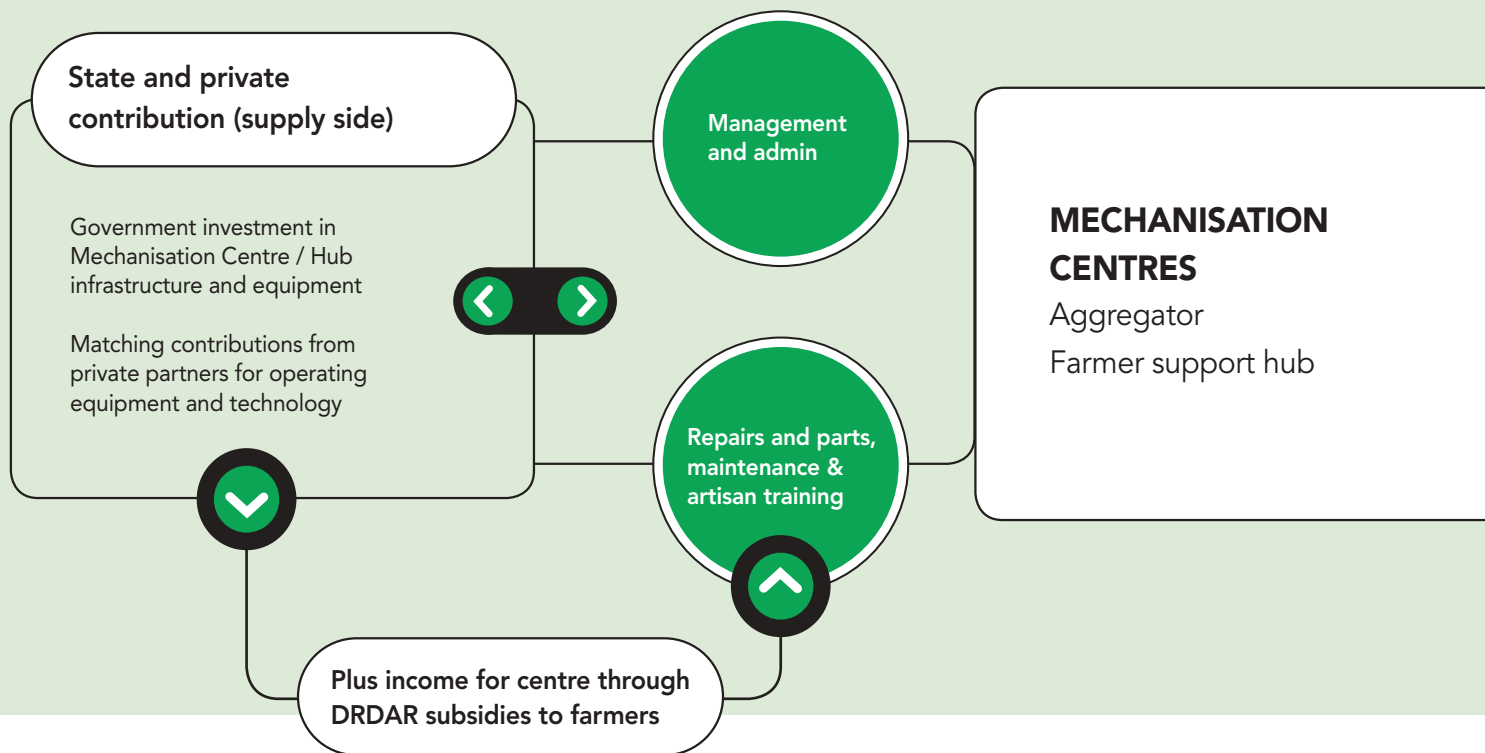 State and private
contribution (supply side)
Government investment in
Mechanisation Centre / Hub
infrastructure and equipment
Matching contributions from
private partners for operating
equipment and technology
Management
and admin
Repairs and parts,
maintenance &
artisan training
Plus income for centre through
DRDAR subsidies to farmers
MECHANISATION
CENTRES
Aggregator
Farmer support hub